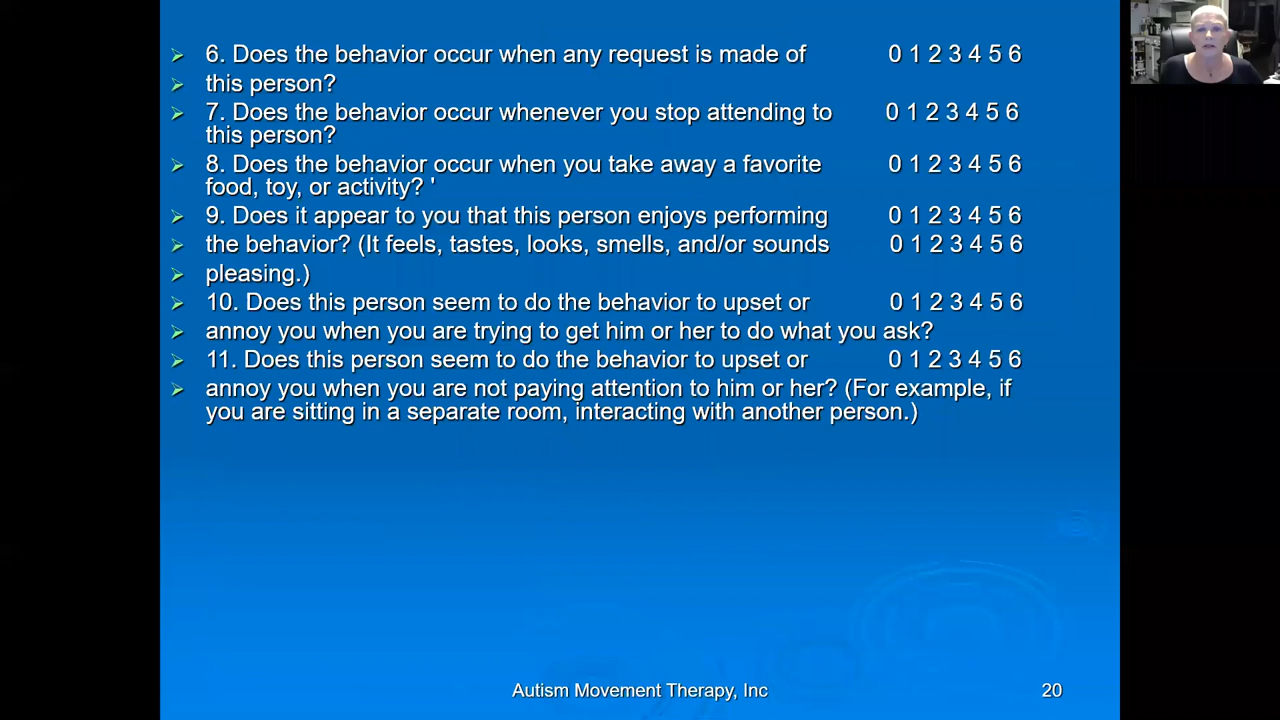 6. Does the behavior occur when any request is made of 0 1 2 3 4 5 6
this person?
7. Does the behavior occur whenever you stop attending to 0 1 2 3 4 5 6
this person?
8. Does the behavior occur when you take away a favorite 0 1 2 3 4 5 6
food, toy, or activity? '
9. Does it appear to you that this person enjoys performing 0 1 2 3 4 5 6
the behavior? (It feels, tastes, looks, smells, and/or sounds 0 1 2 3 4 5 6
pleasing.)
10. Does this person seem to do the behavior to upset or 0 1 2 3 4 5 6
annoy you when you are trying to get him or her to do what you ask?
11. Does this person seem to do the behavior to upset or 0 1 2 3 4 5 6
annoy you when you are not paying attention to him or her? (For example, if
you are sitting in a separate room, interacting with another person.)
Autism Movement Therapy, Inc 20